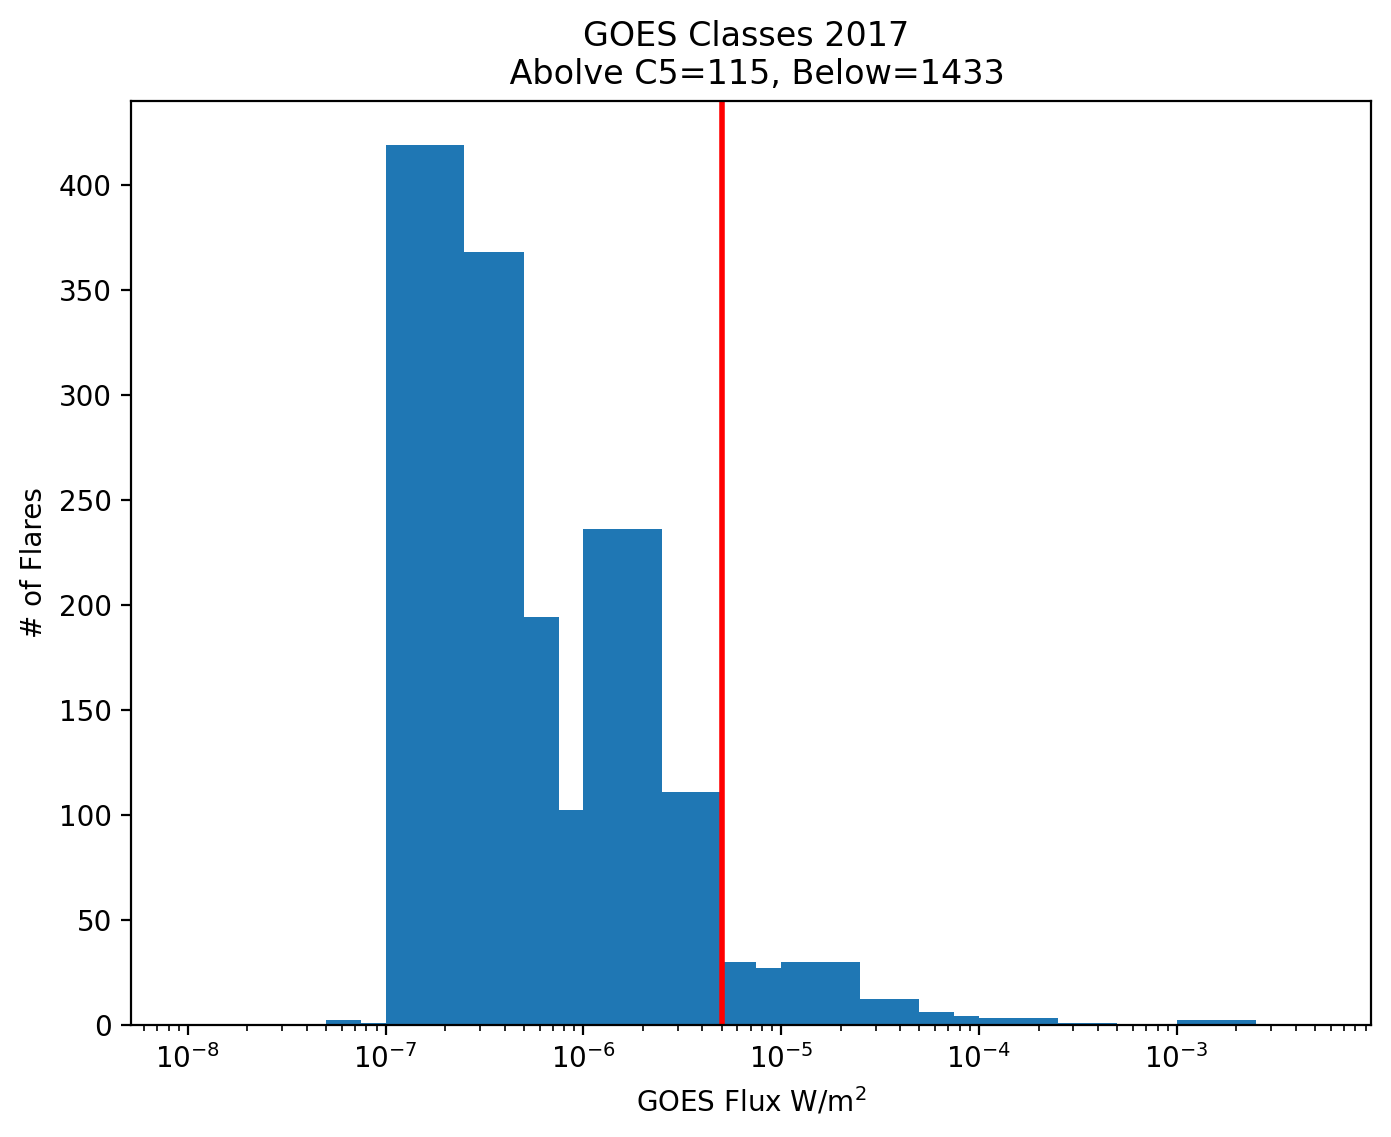 GOES Classes 2017
Abolve C5=115, Below=1433
# of Flares
400
350
300
250
200
150
100
50
0
10⁻⁸ 10⁻⁷ 10⁻⁶ 10⁻⁵ 10⁻⁴ 10⁻³
GOES Flux W/m²